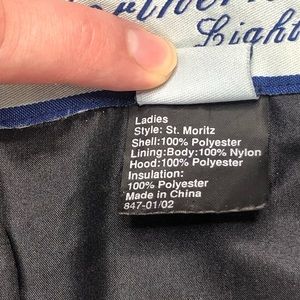 Light
Ladies
Style: St. Moritz
Shell:100% Polyester
Lining:Body:100% Nylon
Hood:100% Polyester
Insulation:
100% Polyester
Made in China
847-01/02